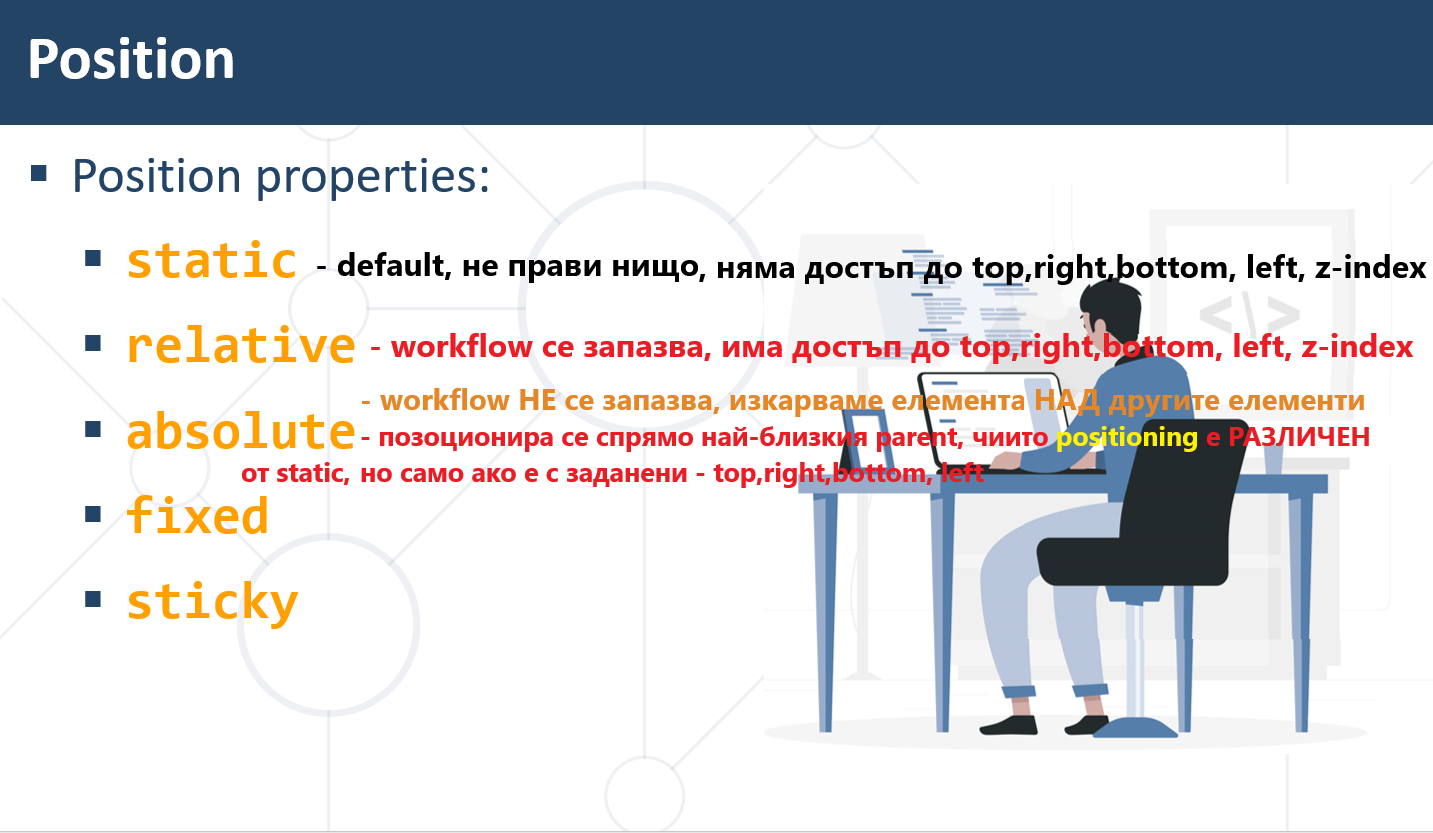 Position
▪ Position properties:
▪ static - default, не прави нищо, няма достъп до top,right,bottom, left, z-index
▪ relative - workflow се запазва, има достъп до top,right,bottom, left, z-index
- workflow НЕ се запазва, изкарваме елемента НАД другите елементи
▪ absolute - позоционира се спрямо най-близкия parent, чиито positioning е РАЗЛИЧЕН
от static, но само ако е с заданени - top,right,bottom, left
▪ fixed
▪ sticky
<\>